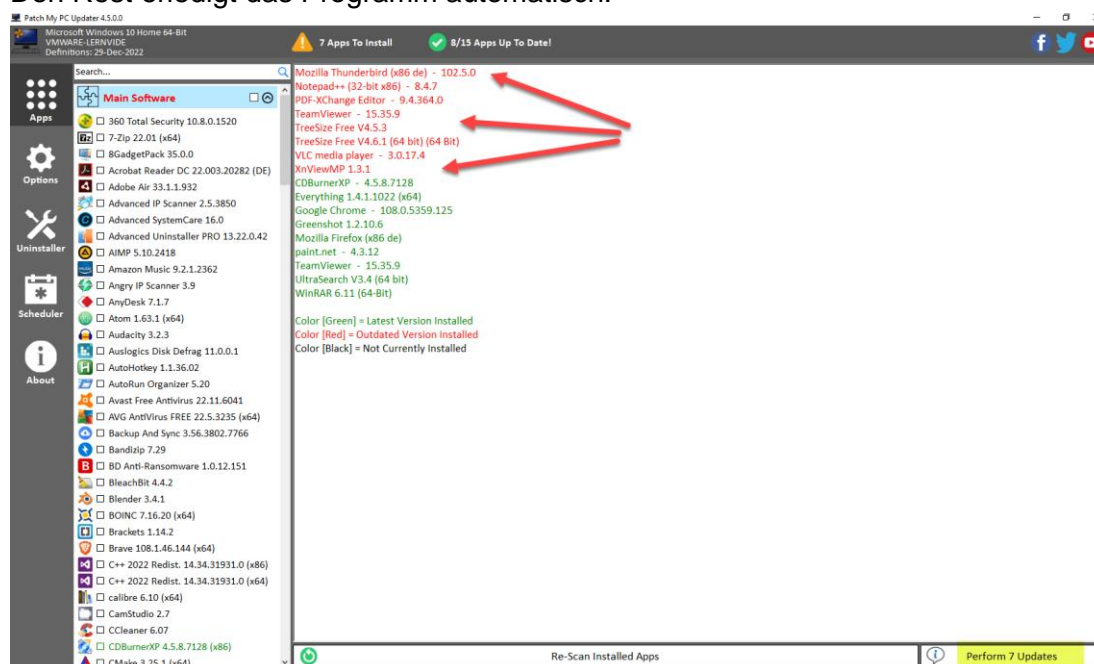 Den Rest erledigt das Programm automatisch.
Patch My PC Updater 4.5.0.0
Microsoft Windows 10 Home 64-Bit
VMWARE-LERNVIDE
Definitions: 29-Dec-2022
7 Apps To Install
8/15 Apps Up To Date!
Apps
Options
Uninstaller
Scheduler
About
Search...
Main Software
360 Total Security 10.8.0.1520
7-Zip 22.01 (x64)
8GadgetPack 35.0.0
Acrobat Reader DC 22.003.20282 (DE)
Adobe Air 33.1.1.932
Advanced IP Scanner 2.5.3850
Advanced SystemCare 16.0
Advanced Uninstaller PRO 13.22.0.42
AIMP 5.10.2418
Amazon Music 9.2.1.2362
Angry IP Scanner 3.9
AnyDesk 7.1.7
Atom 1.63.1 (x64)
Audacity 3.2.3
Auslogics Disk Defrag 11.0.0.1
AutoHotkey 1.1.36.02
AutoRun Organizer 5.20
Avast Free Antivirus 22.11.6041
AVG AntiVirus FREE 22.5.3235 (x64)
Backup And Sync 3.56.3802.7766
Bandizip 7.29
BD Anti-Ransomware 1.0.12.151
BleachBit 4.4.2
Blender 3.4.1
BOINC 7.16.20 (x64)
Brackets 1.14.2
Brave 108.1.46.144 (x64)
C++ 2022 Redist. 14.34.31931.0 (x86)
C++ 2022 Redist. 14.34.31931.0 (x64)
calibre 6.10 (x64)
CamStudio 2.7
CCleaner 6.07
CDBurnerXP 4.5.8.7128 (x86)
CMake 3.25.1 (x64)
Mozilla Thunderbird (x86 de) - 102.5.0
Notepad++ (32-bit x86) - 8.4.7
PDF-XChange Editor - 9.4.364.0
TeamViewer - 15.35.9
TreeSize Free V4.5.3
TreeSize Free V4.6.1 (64 bit) (64 Bit)
VLC media player - 3.0.17.4
XnViewMP 1.3.1
CDBurnerXP - 4.5.8.7128
Everything 1.4.1.1022 (x64)
Google Chrome - 108.0.5359.125
Greenshot 1.2.10.6
Mozilla Firefox (x86 de)
paint.net - 4.3.12
TeamViewer - 15.35.9
UltraSearch V3.4 (64 bit)
WinRAR 6.11 (64-Bit)
Color [Green] = Latest Version Installed
Color [Red] = Outdated Version Installed
Color [Black] = Not Currently Installed
Re-Scan Installed Apps
Perform 7 Updates